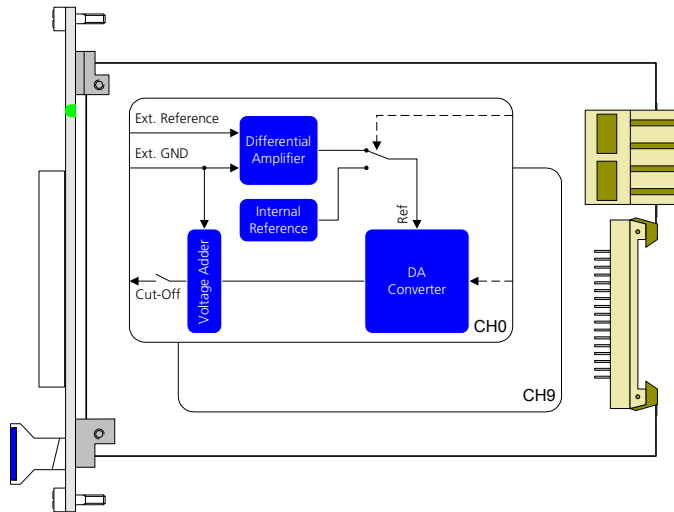 Ext. Reference
Differential
Amplifier
Ext. GND
Internal
Reference
Ref
Voltage Adder
DA
Converter
Cut-Off
CH0
CH9